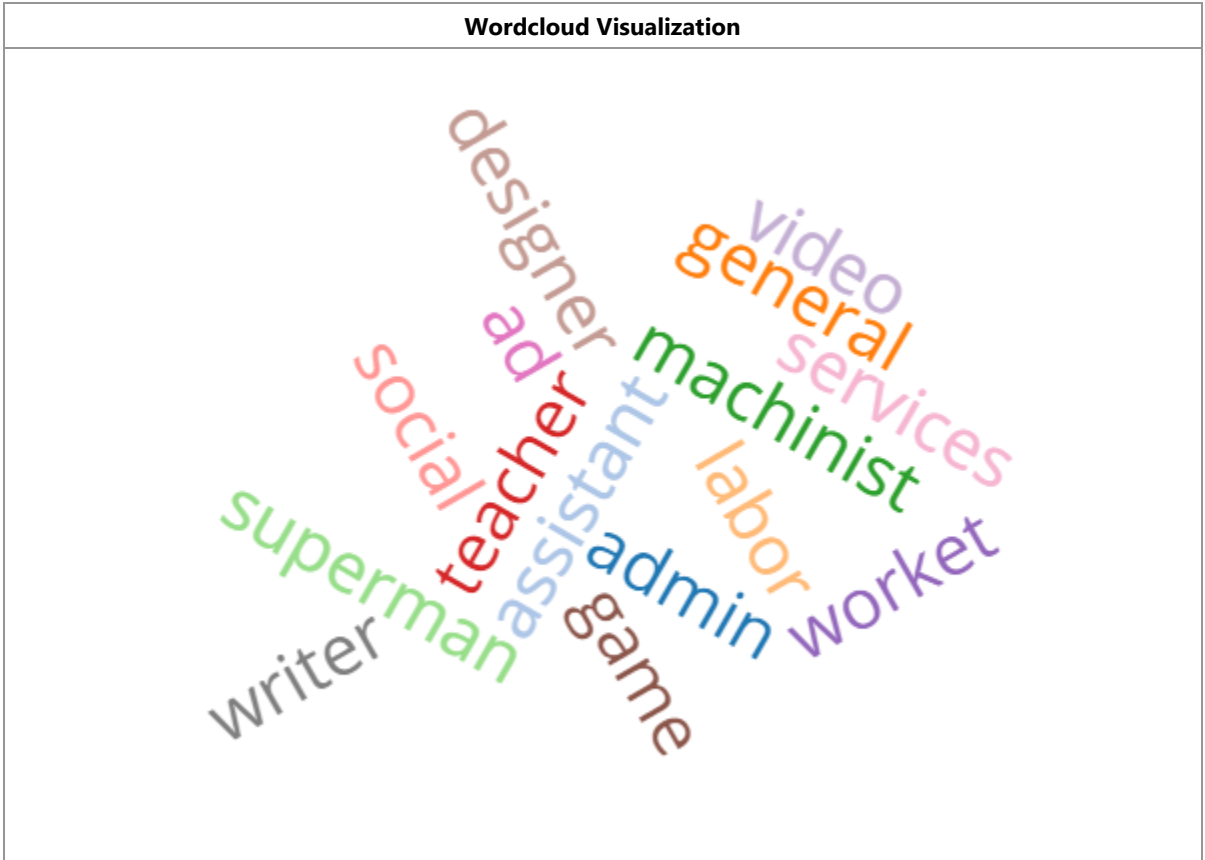 Wordcloud Visualization
designer
video
general
ad
services
machinist
social
teacher
assistant
labor
superman
admin
worket
game
writer